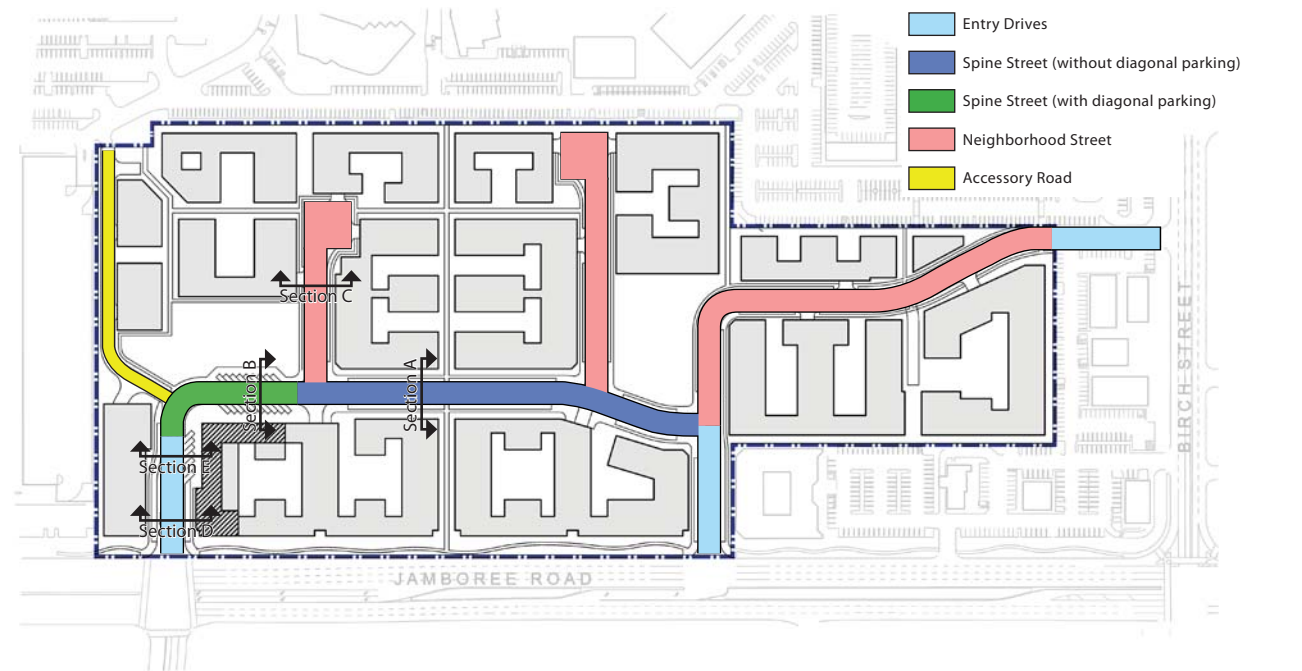 Entry Drives
Spine Street (without diagonal parking)
Spine Street (with diagonal parking)
Neighborhood Street
Accessory Road
Section C
Section B
Section A
Section E
Section D
BIRCH STREET
JAMBOREE ROAD